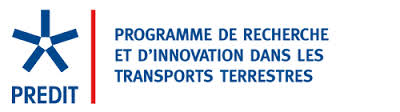 PREDIT
PROGRAMME DE RECHERCHE
ET D'INNOVATION DANS LES
TRANSPORTS TERRESTRES